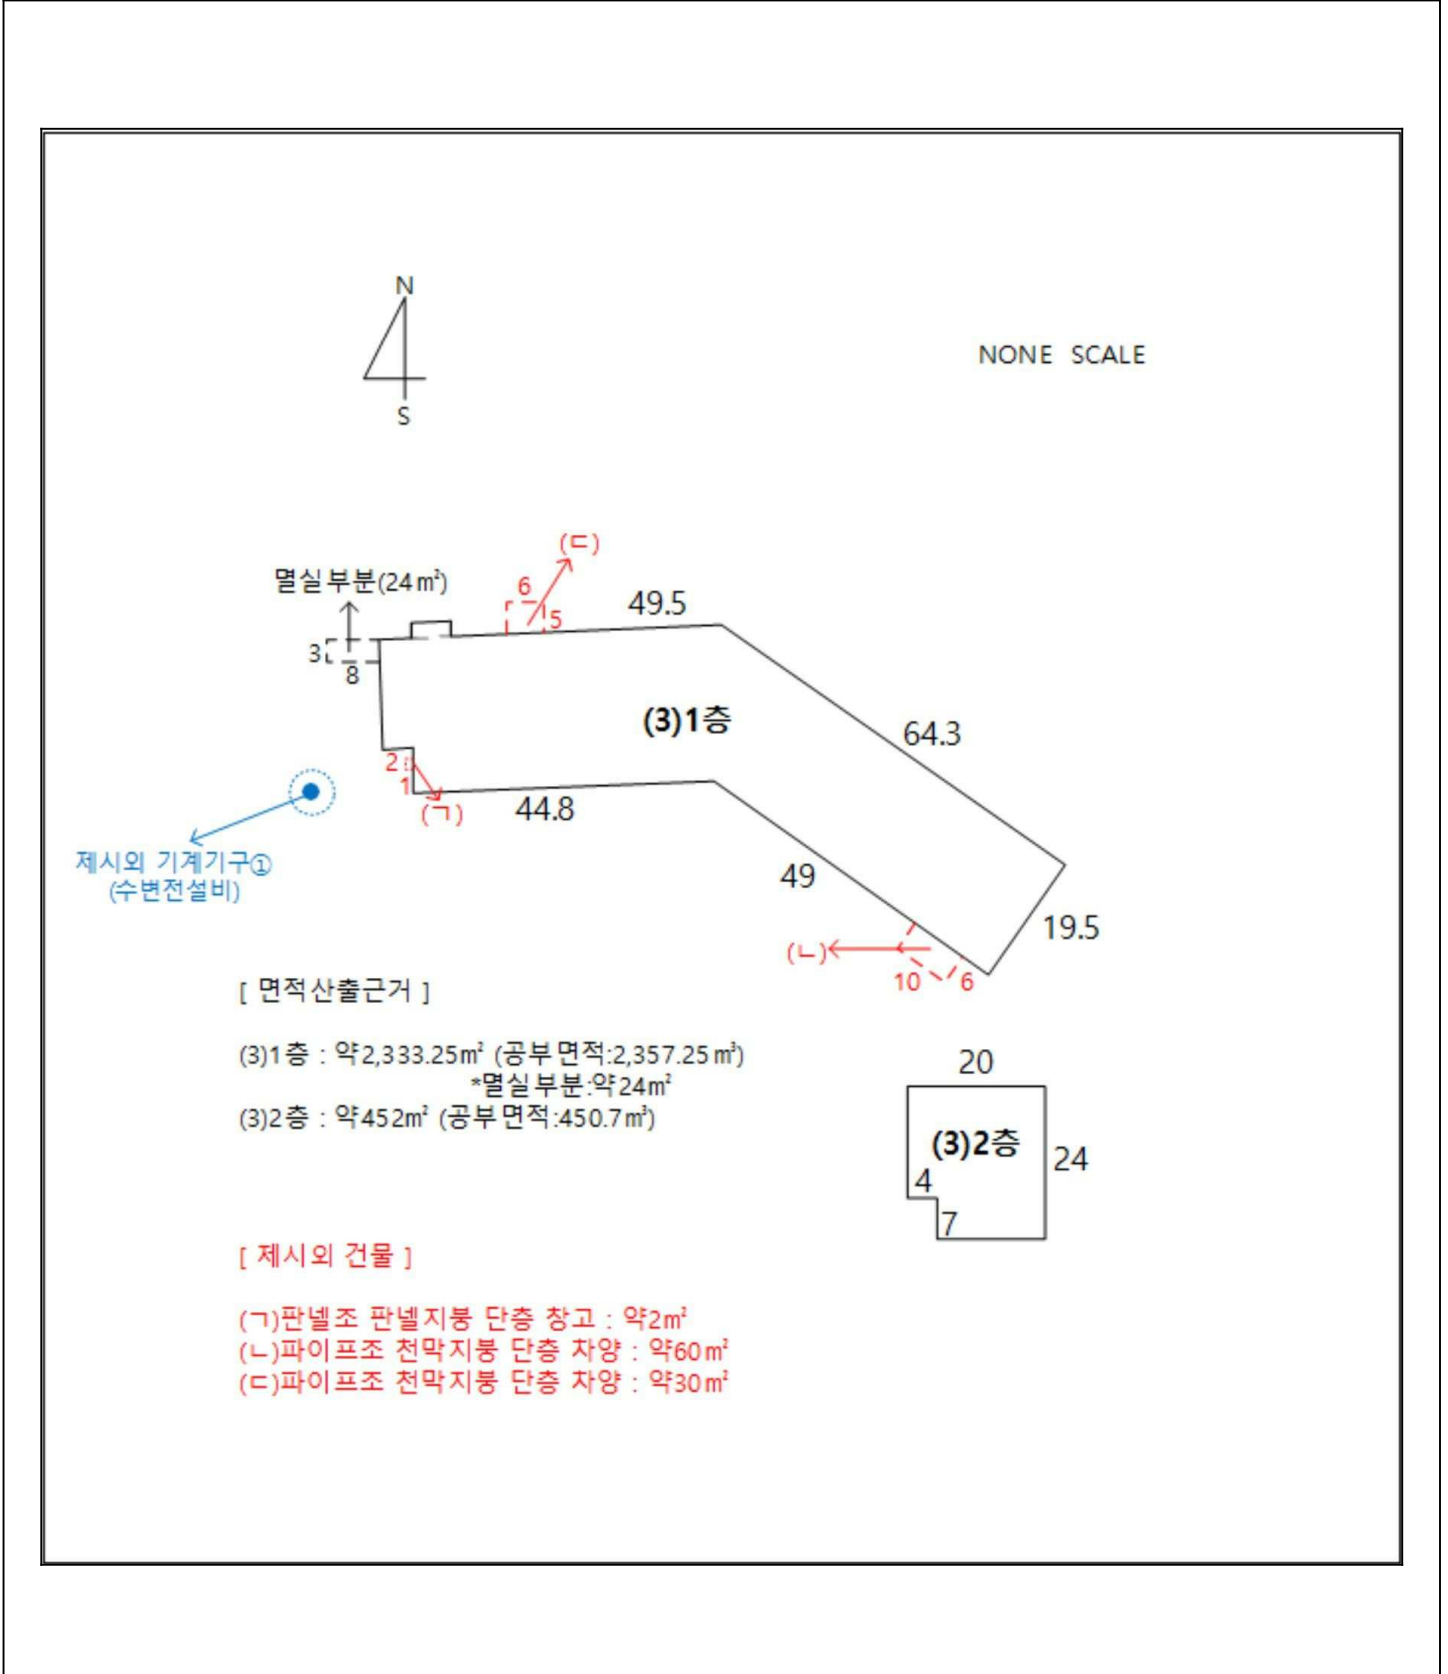 N
NONE SCALE
S
(ㄷ)
멸실부분(24㎡)
6
5
49.5
3
8
(3)1층
64.3
2
1
(ㄱ)
44.8
제시외 기계기구①
(수변전설비)
49
19.5
(ㄴ)
10
6
[ 면적산출근거 ]
(3)1층 : 약2,333.25㎡ (공부면적:2,357.25㎥)
*멸실부분:약24㎡
(3)2층 : 약452㎡ (공부면적:450.7㎥)
20
(3)2층
24
4
7
[ 제시외 건물 ]
(ㄱ)판넬조 판넬지붕 단층 창고 : 약2㎡
(ㄴ)파이프조 천막지붕 단층 차양 : 약60㎡
(ㄷ)파이프조 천막지붕 단층 차양 : 약30㎡